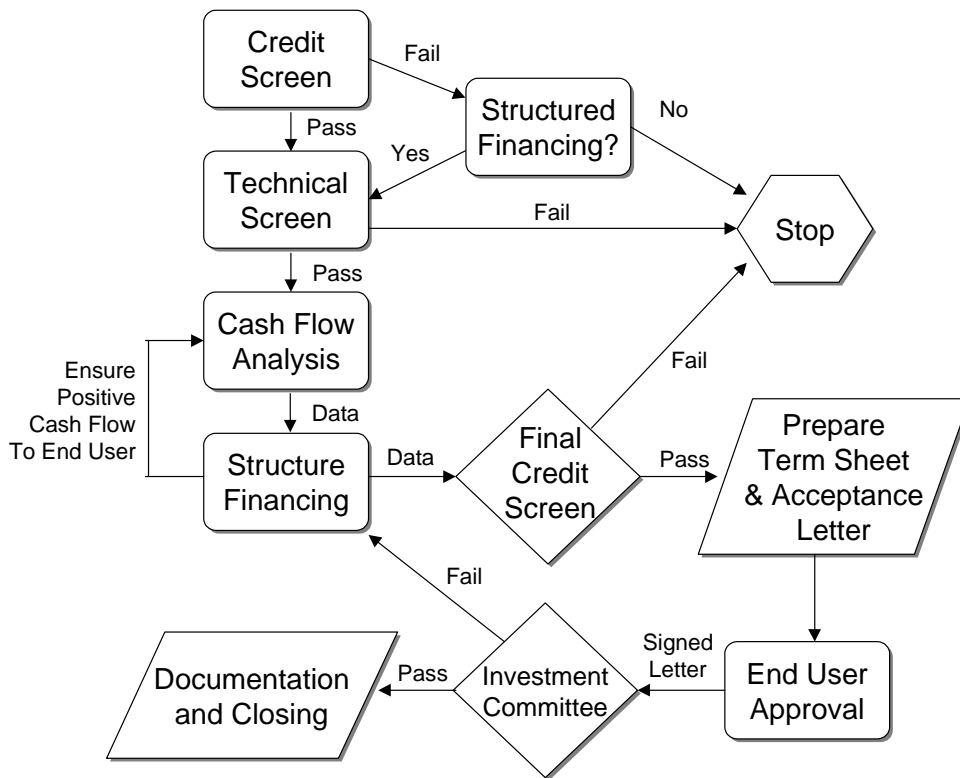 Credit
Screen
Fail
Structured
Financing?
No
Pass
Yes
Technical
Screen
Fail
Stop
Pass
Cash Flow
Analysis
Ensure
Positive
Cash Flow
To End User
Fail
Data
Structure
Financing
Data
Final
Credit
Screen
Pass
Prepare
Term Sheet
& Acceptance
Letter
Fail
Documentation
and Closing
Pass
Investment
Committee
Signed
Letter
End User
Approval